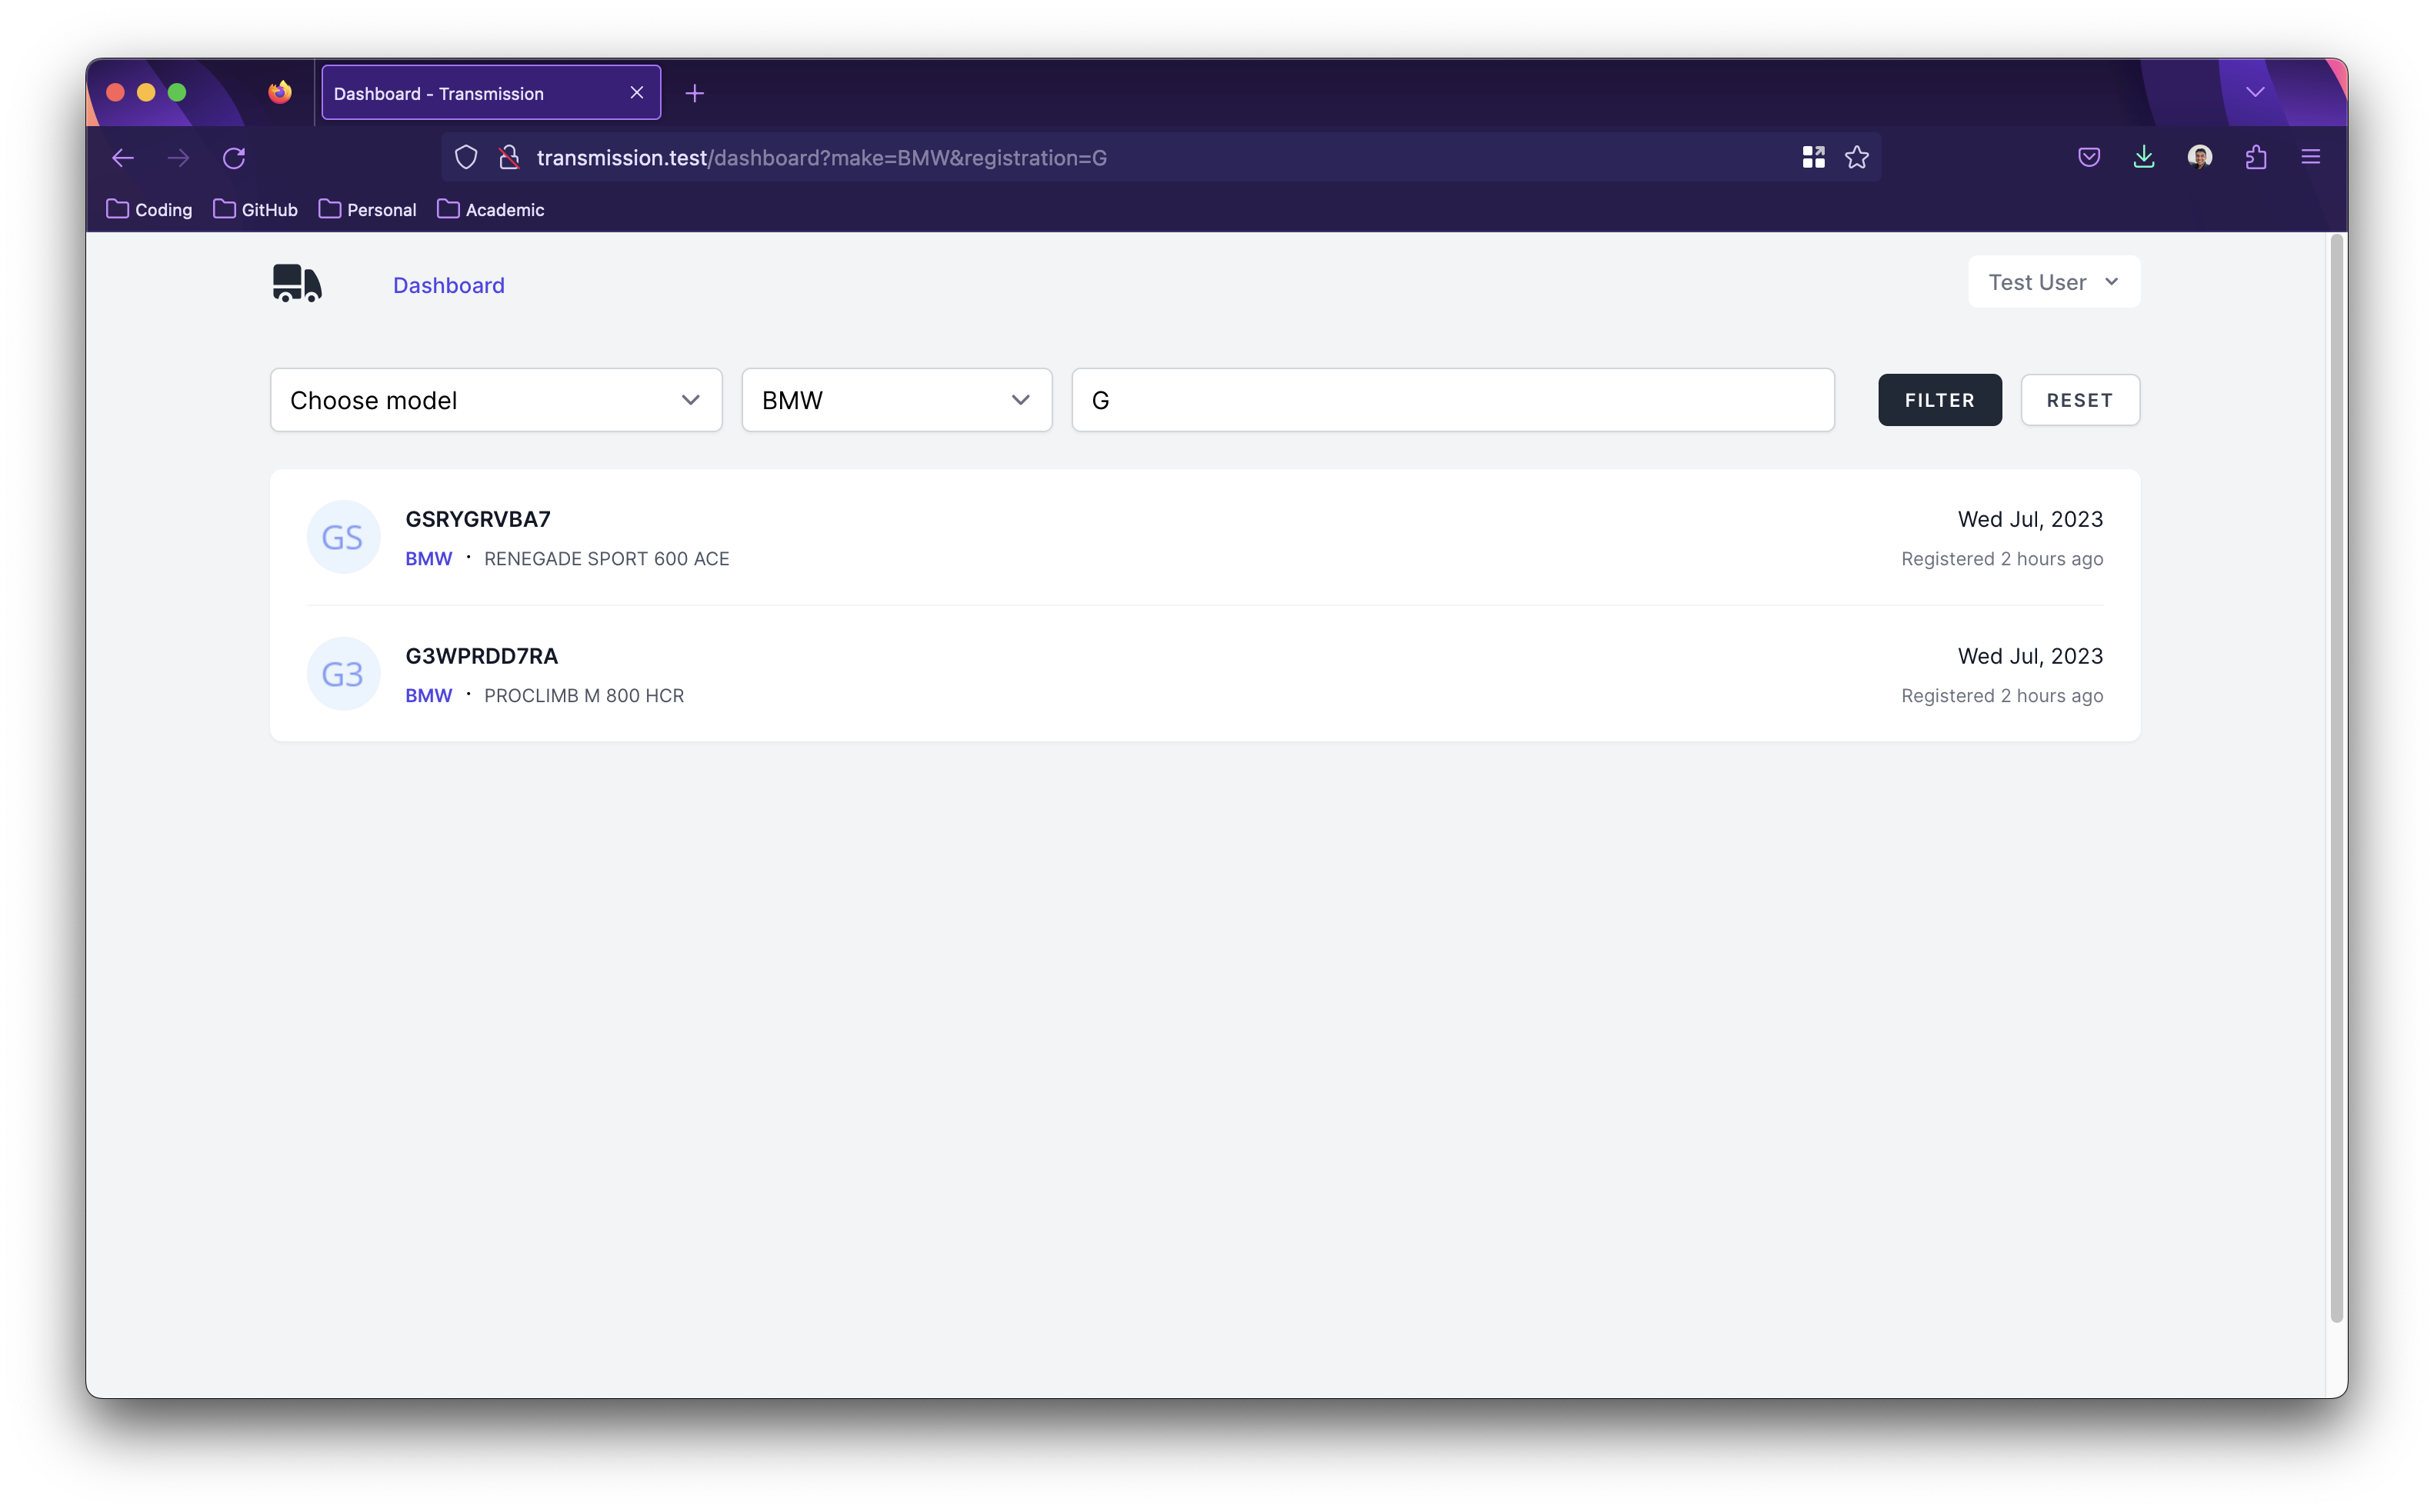 Dashboard - Transmission
transmission.test/dashboard?make=BMW&registration=G
Coding GitHub Personal Academic
Dashboard
Test User
Choose model BMW G FILTER RESET
GS GSRYGRVBA7 Wed Jul, 2023
BMW · RENEGADE SPORT 600 ACE Registered 2 hours ago
G3 G3WPRDD7RA Wed Jul, 2023
BMW · PROCLIMB M 800 HCR Registered 2 hours ago